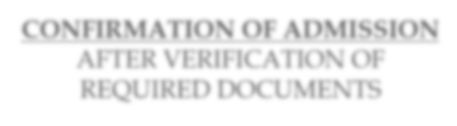 CONFIRMATION OF ADMISSION
AFTER VERIFICATION OF
REQUIRED DOCUMENTS